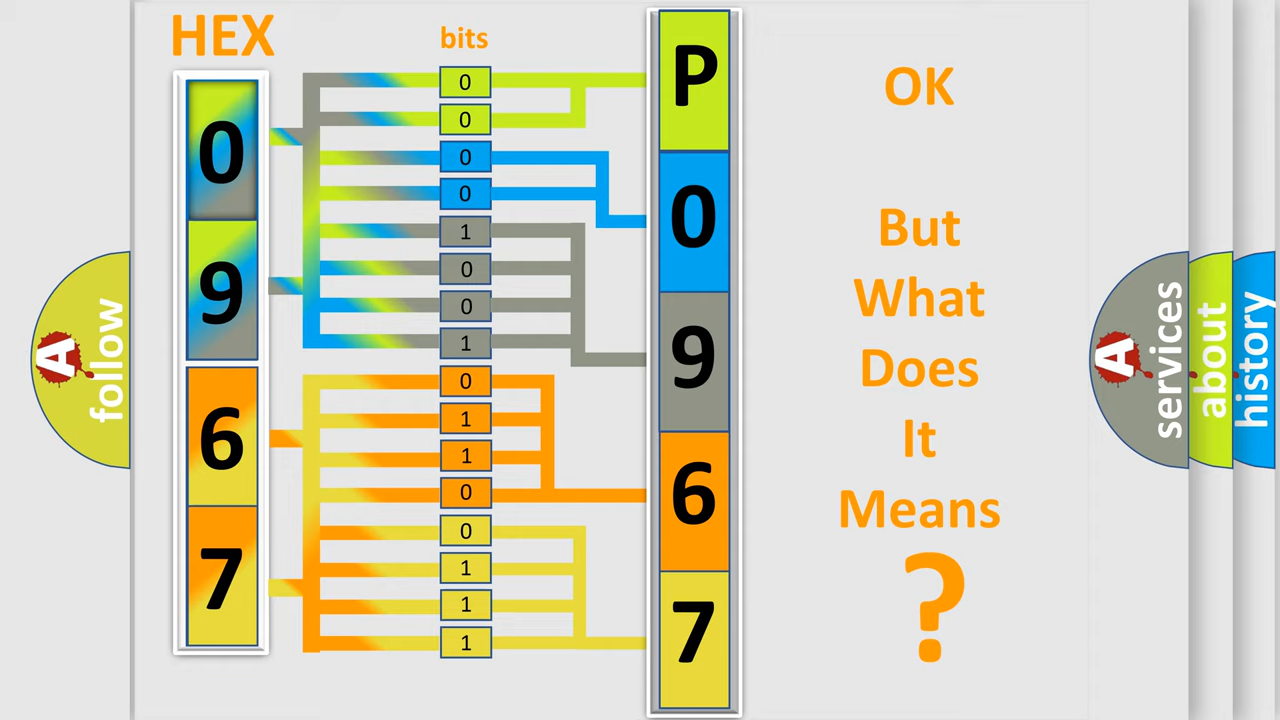 HEX
bits
0
9
6
7
0
0
0
0
1
0
0
1
0
1
1
0
0
1
1
1
P
0
9
6
7
OK
But
What
Does
It
Means
?
A
follow
A
services
about
history